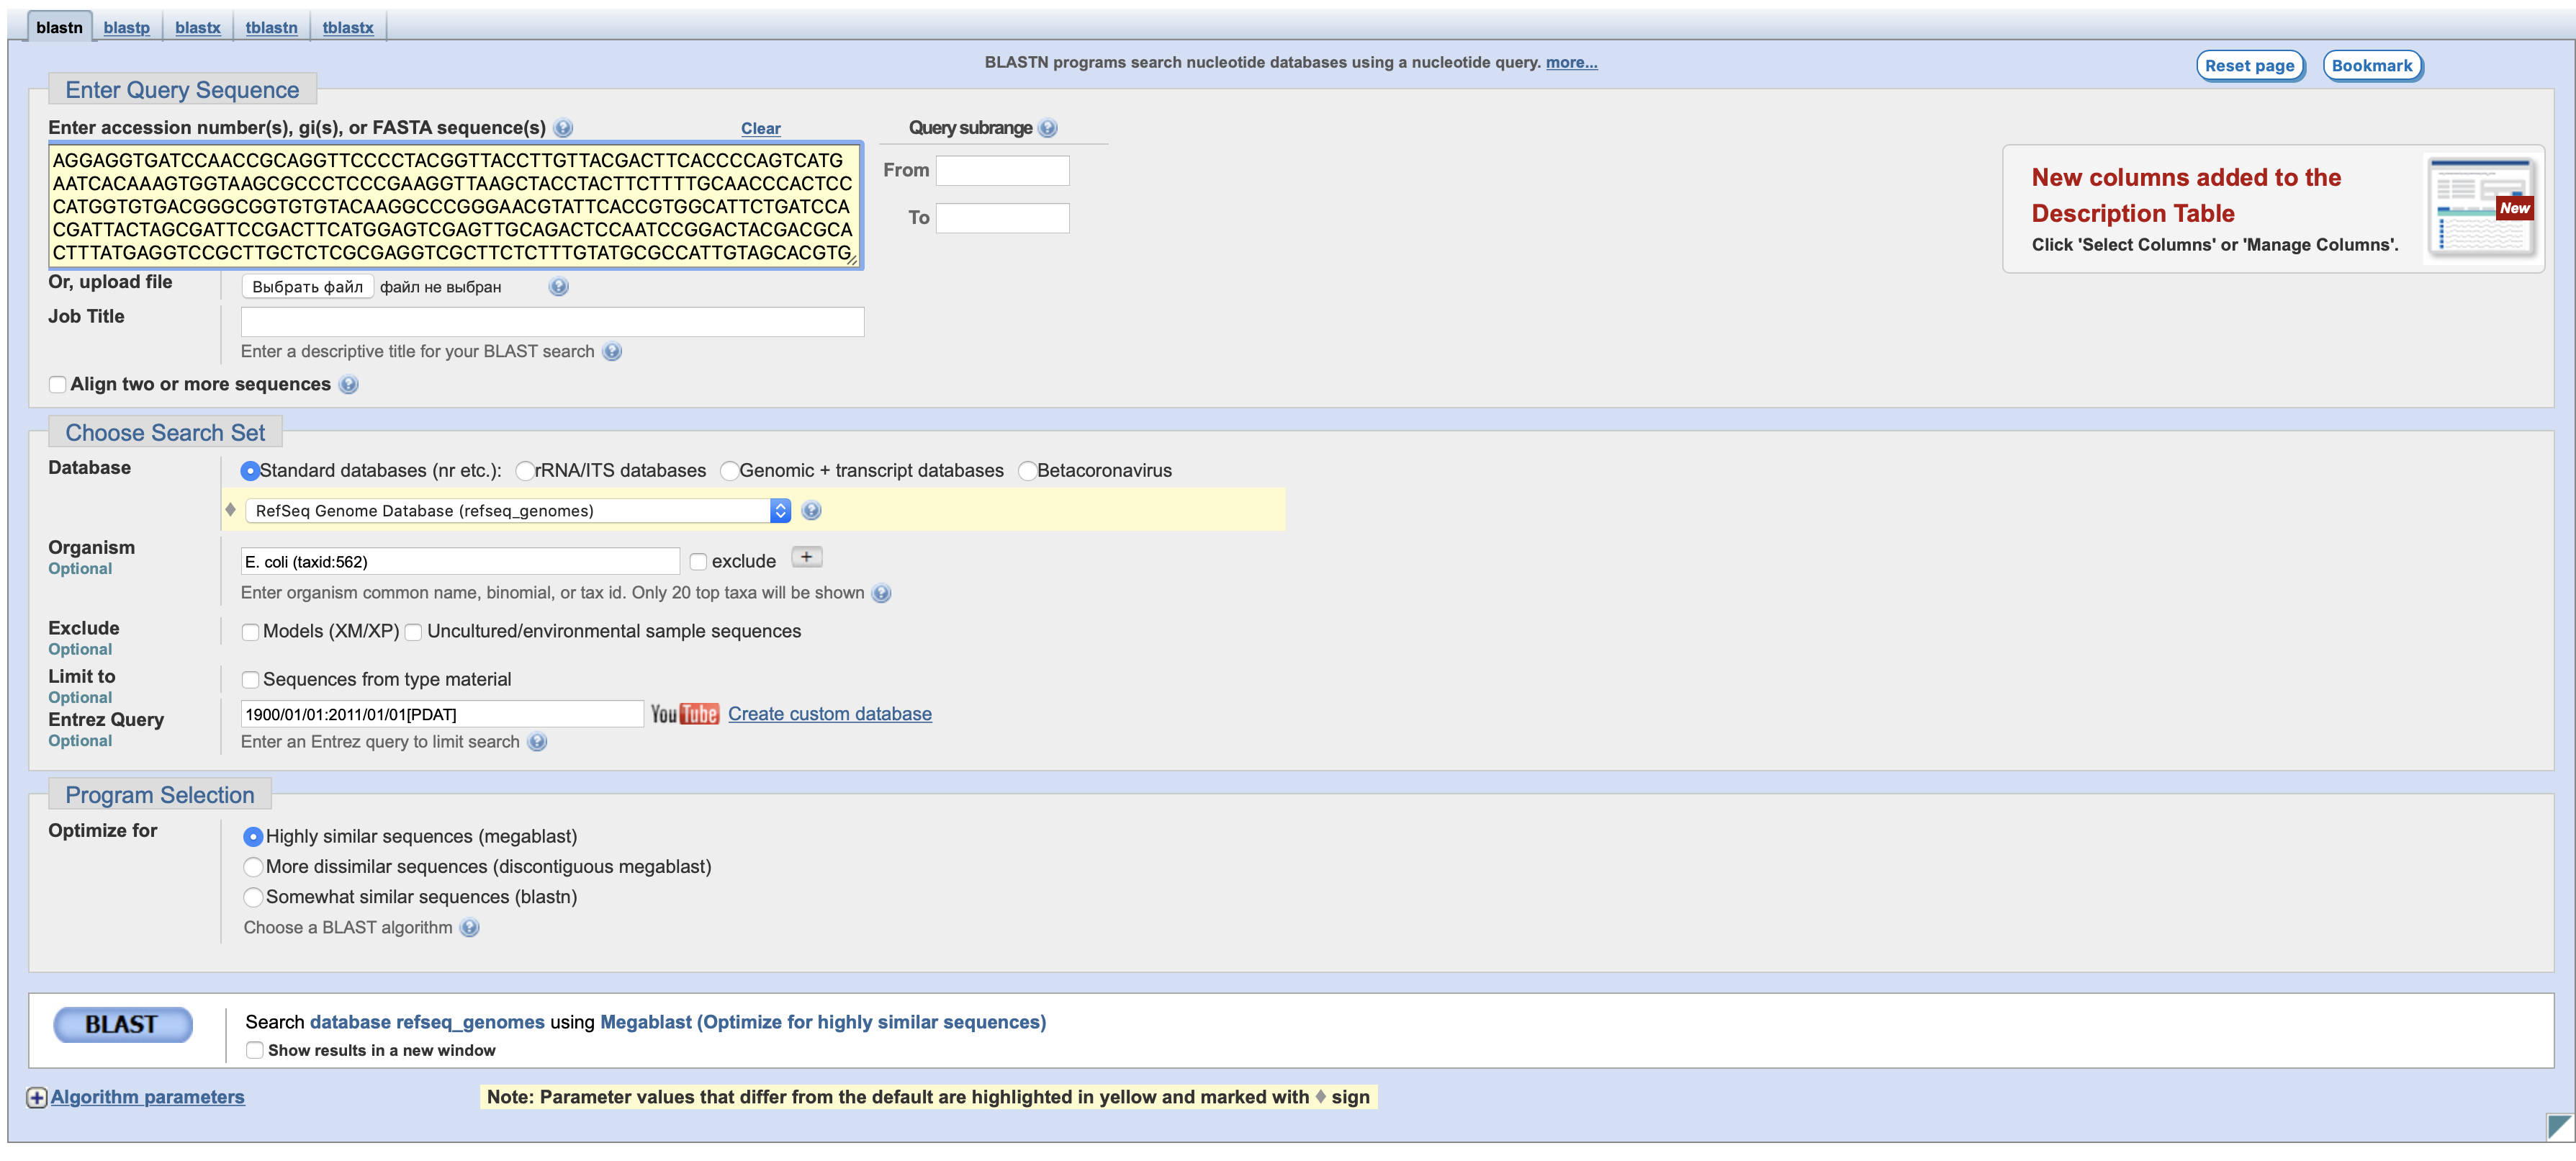 blastn blastp blastx tblastn tblastx
BLASTN programs search nucleotide databases using a nucleotide query. more...
Reset page Bookmark
Enter Query Sequence
Enter accession number(s), gi(s), or FASTA sequence(s) Clear
AGGAGGTGATCCAACCGCAGGTTCCCCTACGGTTACCTTGTTACGACTTCACCCCAGTCATG
AATCACAAAGTGGTAAGCGCCCTCCCGAAGGTTAAGCTACCTACTTCTTTTGCAACCCACTCC
CATGGTGTGACGGGCGGTGTGTACAAGGCCCGGGAACGTATTCACCGTGGCATTCTGATCCA
CGATTACTAGCGATTCCGACTTCATGGAGTCGAGTTGCAGACTCCAATCCGGACTACGACGCA
CTTTATGAGGTCCGCTTGCTCTCGCGAGGTCGCTTCTCTTTGTATGCGCCATTGTAGCACGTG
Query subrange
From
To
New columns added to the
Description Table
Click 'Select Columns' or 'Manage Columns'.
New
Or, upload file Выбрать файл файл не выбран
Job Title
Enter a descriptive title for your BLAST search
Align two or more sequences
Choose Search Set
Database Standard databases (nr etc.): rRNA/ITS databases Genomic + transcript databases Betacoronavirus
RefSeq Genome Database (refseq_genomes)
Organism
Optional
E. coli (taxid:562) exclude +
Enter organism common name, binomial, or tax id. Only 20 top taxa will be shown
Exclude
Optional
Models (XM/XP) Uncultured/environmental sample sequences
Limit to
Optional
Sequences from type material
Entrez Query
Optional
1900/01/01:2011/01/01[PDAT] YouTube Create custom database
Enter an Entrez query to limit search
Program Selection
Optimize for
Highly similar sequences (megablast)
More dissimilar sequences (discontiguous megablast)
Somewhat similar sequences (blastn)
Choose a BLAST algorithm
BLAST
Search database refseq_genomes using Megablast (Optimize for highly similar sequences)
Show results in a new window
Algorithm parameters
Note: Parameter values that differ from the default are highlighted in yellow and marked with ♦ sign